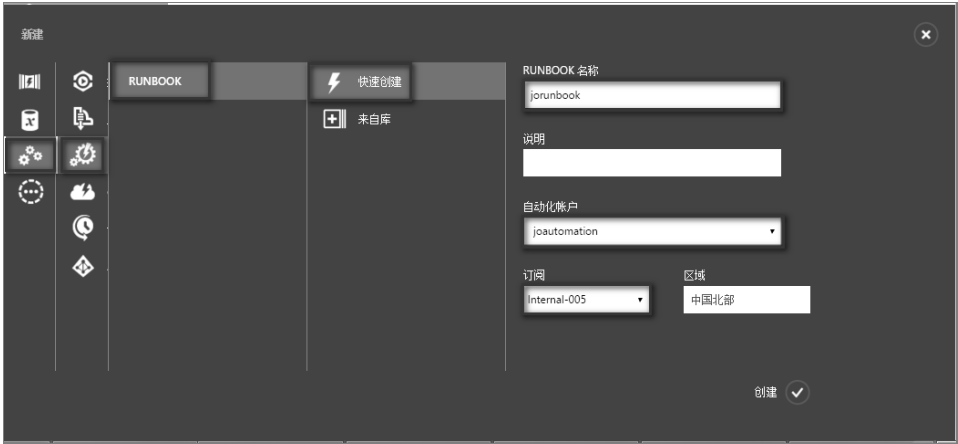 新建
RUNBOOK
快速创建
来自库
RUNBOOK 名称
jorunbook
说明
自动化帐户
joautomation
订阅
区域
Internal-005
中国北部
创建